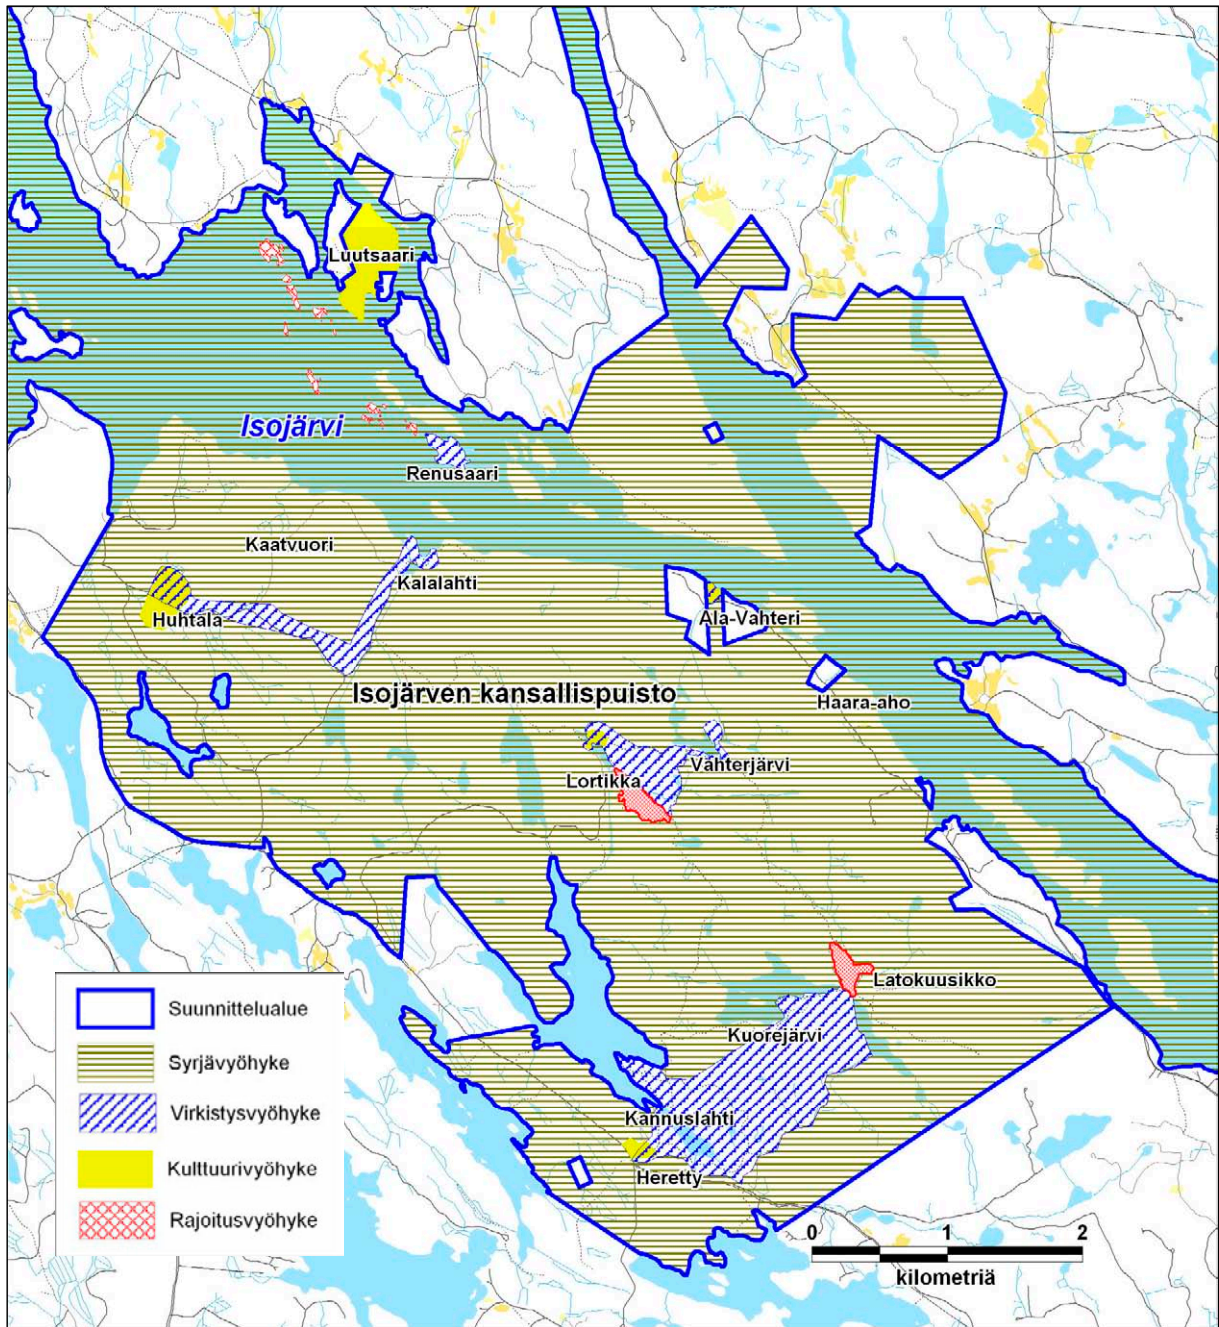 Luutsaari
Isojärvi
Renusaari
Kaatvuori
Kalalahti
Huhtala
Ala-Vahteri
Isojärven kansallispuisto
Haara-aho
Vahterjärvi
Lortikka
Latokuusikko
Kuorejärvi
Kannuslahti
Heretty
Suunnittelualue
Syrjävyöhyke
Virkistysvyöhyke
Kulttuurivyöhyke
Rajoitusvyöhyke
0 1 2
kilometriä